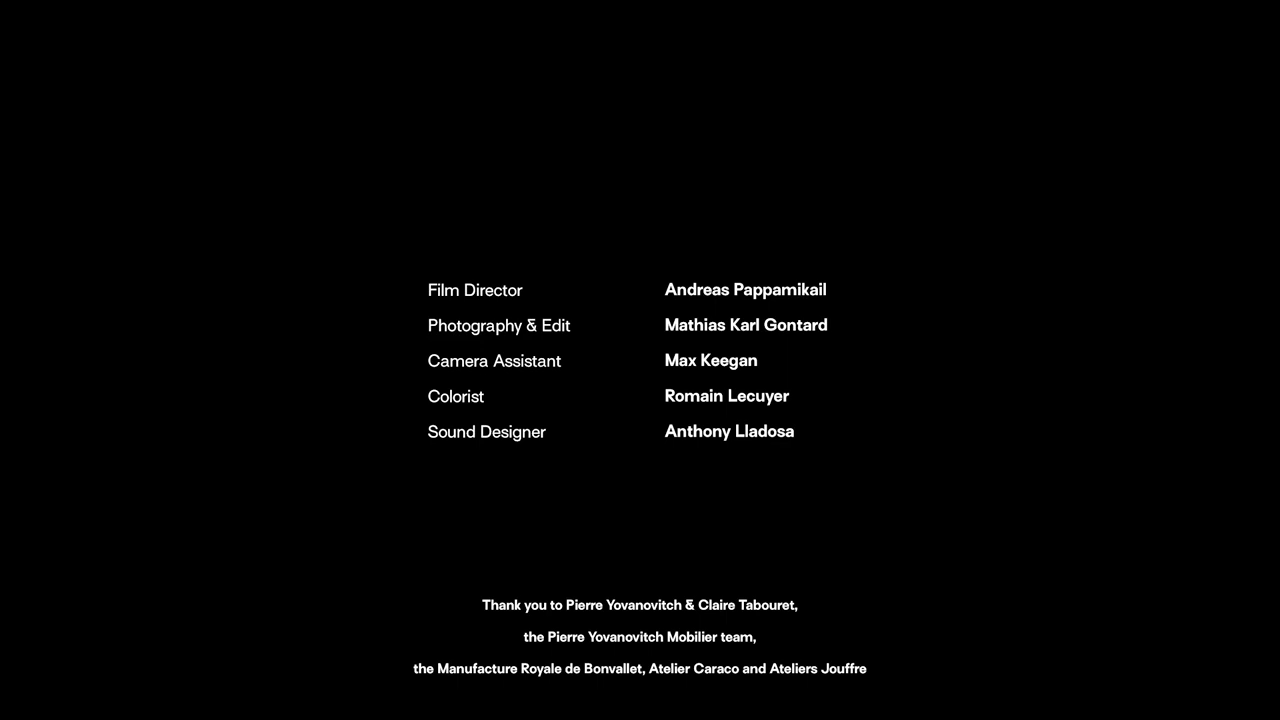 Film Director Andreas Pappamikail
Photography & Edit Mathias Karl Gontard
Camera Assistant Max Keegan
Colorist Romain Lecuyer
Sound Designer Anthony Lladosa
Thank you to Pierre Yovanovitch & Claire Tabouret,
the Pierre Yovanovitch Mobilier team,
the Manufacture Royale de Bonvallet, Atelier Caraco and Ateliers Jouffre